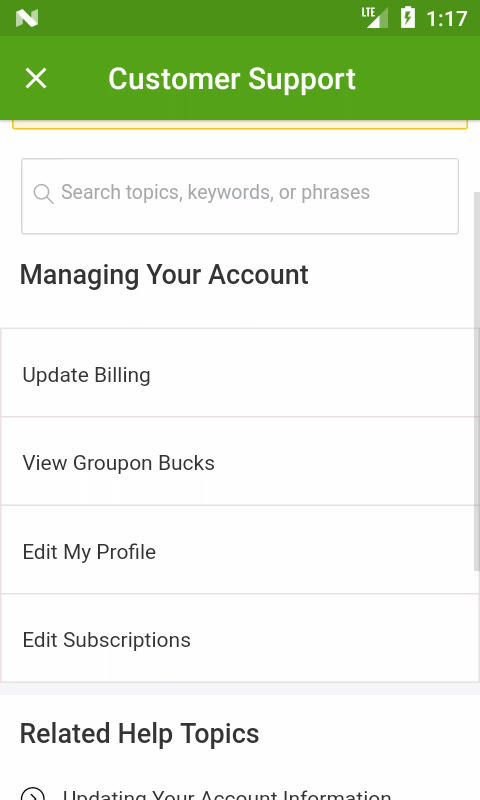 LTE 1:17
Customer Support
Search topics, keywords, or phrases
Managing Your Account
Update Billing
View Groupon Bucks
Edit My Profile
Edit Subscriptions
Related Help Topics
Updating Your Account Information